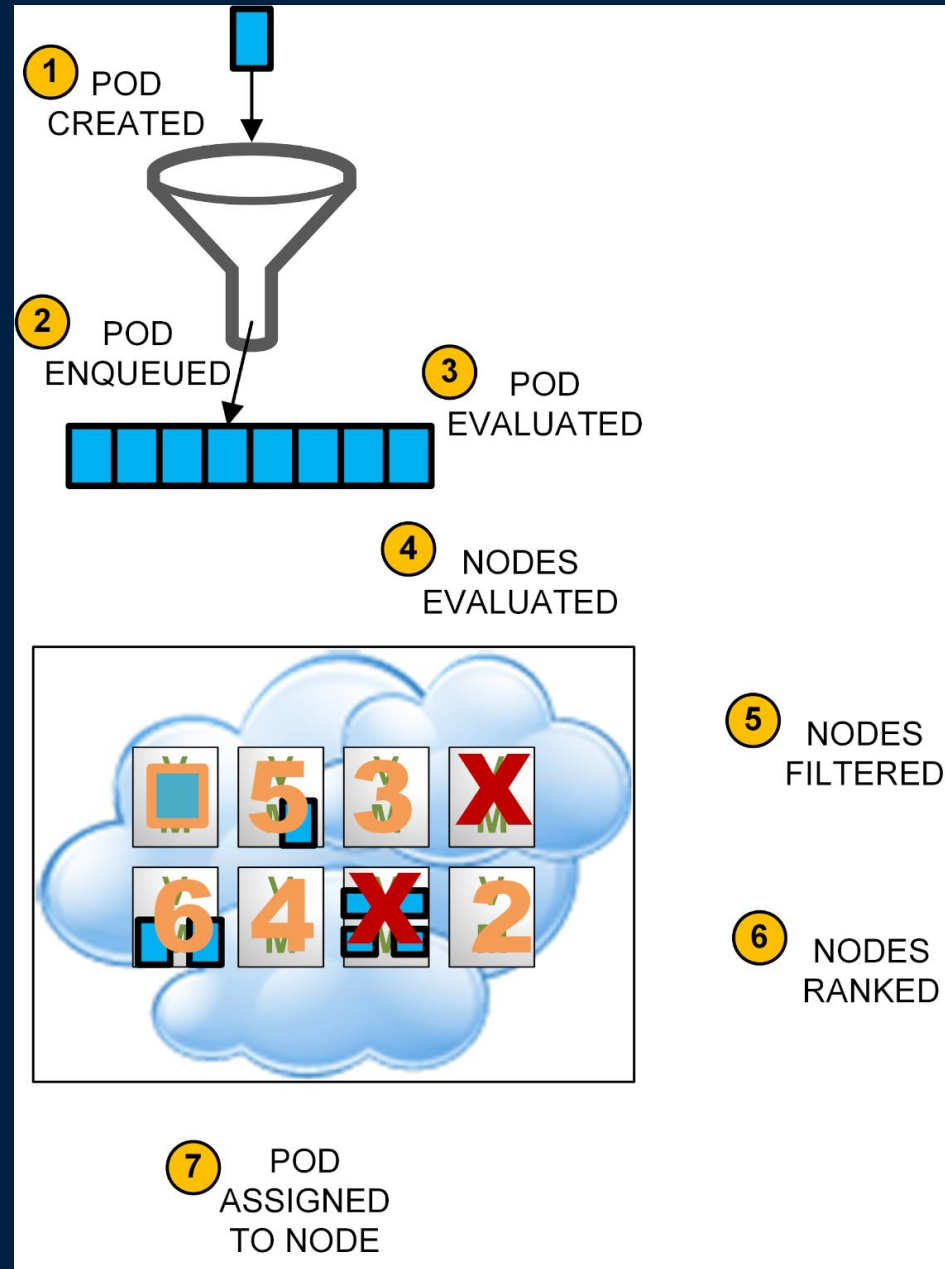 1
POD
CREATED
2
POD
ENQUEUED
3
POD
EVALUATED
4
NODES
EVALUATED
5 3 X
6 4 X 2
5
NODES
FILTERED
6
NODES
RANKED
7
POD
ASSIGNED
TO NODE